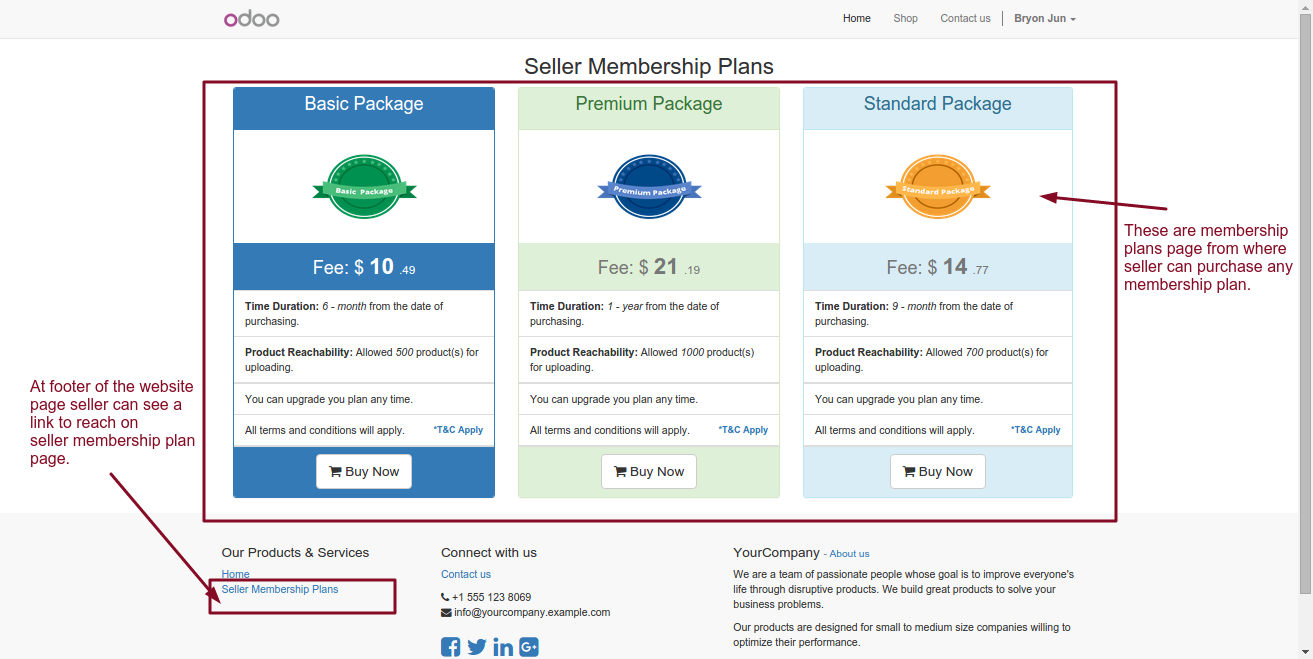 odoo
Home
Shop
Contact us
Bryon Jun
Seller Membership Plans
Basic Package
Basic Package
Fee: $ 10 .49
Time Duration: 6 - month from the date of
purchasing.
Product Reachability: Allowed 500 product(s) for
uploading.
You can upgrade you plan any time.
All terms and conditions will apply. *T&C Apply
Buy Now
Premium Package
Premium Package
Fee: $ 21 .19
Time Duration: 1 - year from the date of
purchasing.
Product Reachability: Allowed 1000 product(s)
for uploading.
You can upgrade you plan any time.
All terms and conditions will apply. *T&C Apply
Buy Now
Standard Package
Standard Package
Fee: $ 14 .77
Time Duration: 9 - month from the date of
purchasing.
Product Reachability: Allowed 700 product(s) for
uploading.
You can upgrade you plan any time.
All terms and conditions will apply. *T&C Apply
Buy Now
These are membership
plans page from where
seller can purchase any
membership plan.
At footer of the website
page seller can see a
link to reach on
seller membership plan
page.
Our Products & Services
Home
Seller Membership Plans
Connect with us
Contact us
+1 555 123 8069
info@yourcompany.example.com
YourCompany - About us
We are a team of passionate people whose goal is to improve everyone's
life through disruptive products. We build great products to solve your
business problems.
Our products are designed for small to medium size companies willing to
optimize their performance.